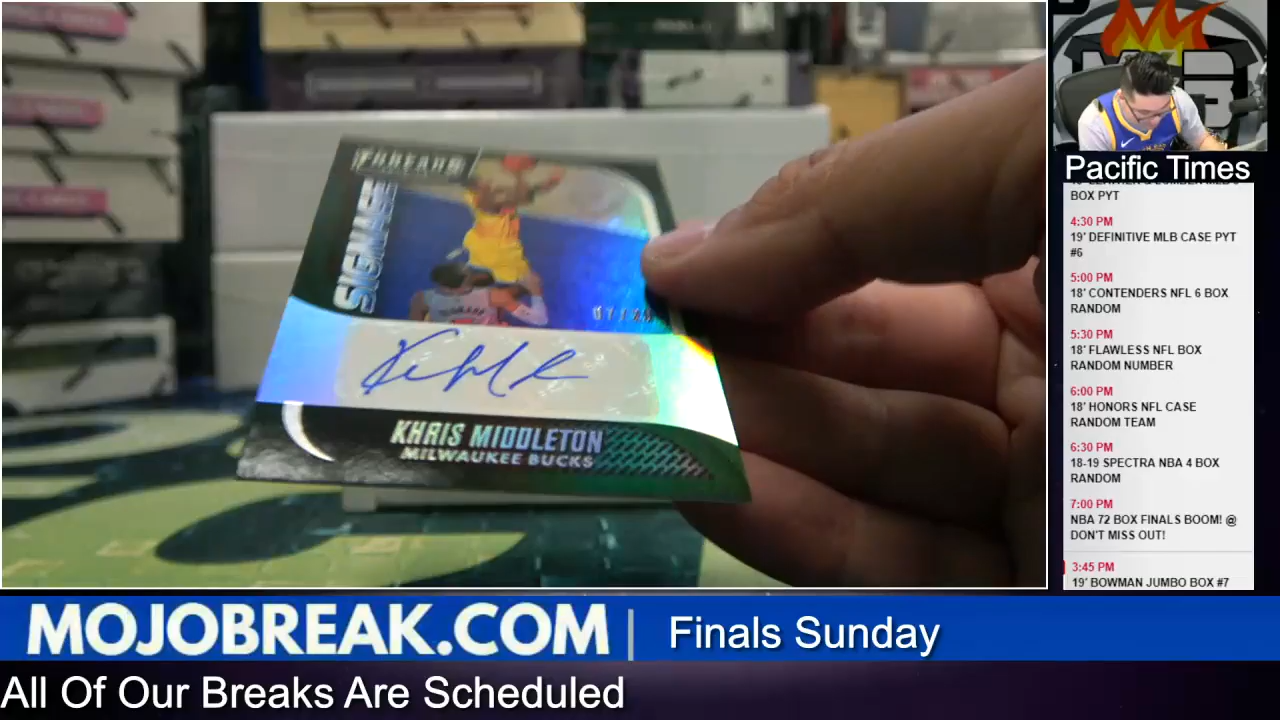 THREADS
SIGNAGE
KHRIS MIDDLETON
MILWAUKEE BUCKS
Pacific Times
BOX PYT
4:30 PM
19' DEFINITIVE MLB CASE PYT
#6
5:00 PM
18' CONTENDERS NFL 6 BOX
RANDOM
5:30 PM
18' FLAWLESS NFL BOX
RANDOM NUMBER
6:00 PM
18' HONORS NFL CASE
RANDOM TEAM
6:30 PM
18-19 SPECTRA NBA 4 BOX
RANDOM
7:00 PM
NBA 72 BOX FINALS BOOM! @
DON'T MISS OUT!
3:45 PM
19' BOWMAN JUMBO BOX #7
MOJOBREAK.COM | Finals Sunday
All Of Our Breaks Are Scheduled